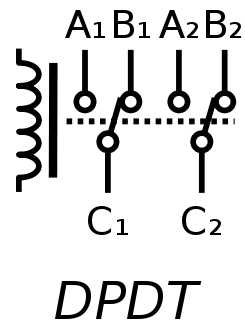 A₁ B₁ A₂ B₂
C₁ C₂
DPDT